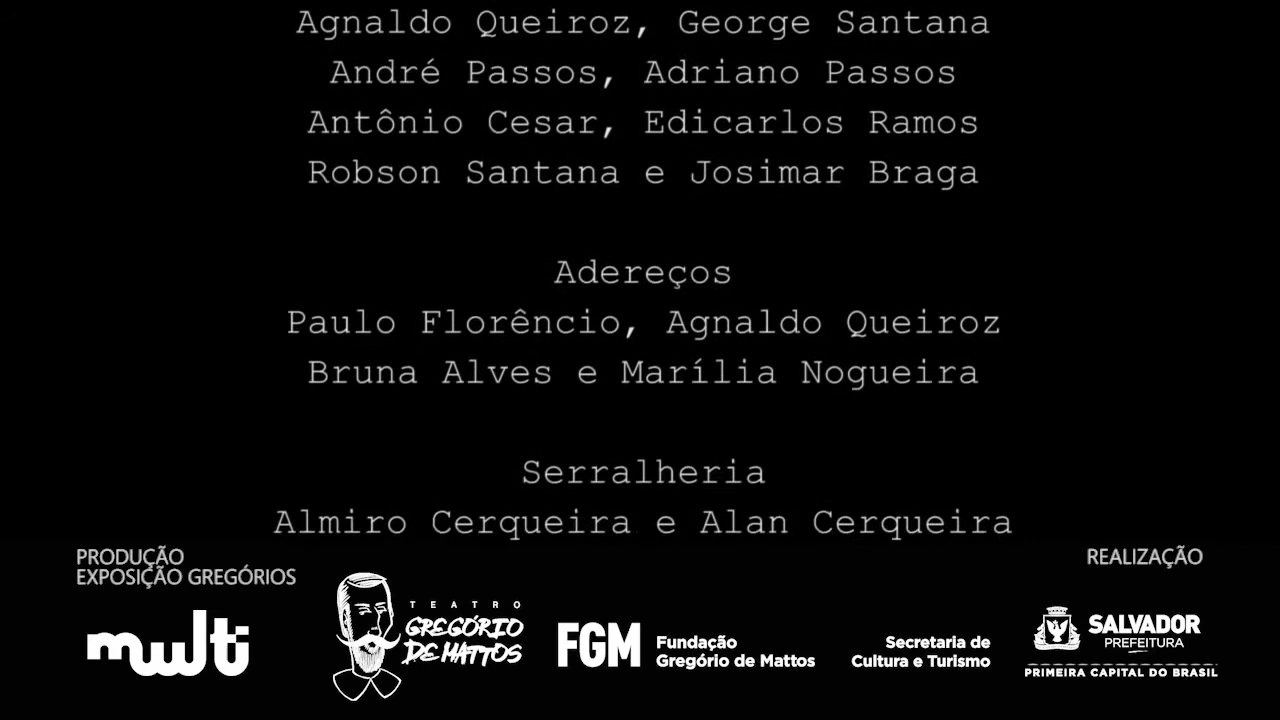 Agnaldo Queiroz, George Santana
André Passos, Adriano Passos
Antônio Cesar, Edicarlos Ramos
Robson Santana e Josimar Braga
Adereços
Paulo Florêncio, Agnaldo Queiroz
Bruna Alves e Marília Nogueira
Serralheria
Almiro Cerqueira e Alan Cerqueira
PRODUÇÃO
EXPOSIÇÃO GREGÓRIOS
multi
TEATRO
GREGÓRIO
DE MATTOS
FGM
Fundação
Gregório de Mattos
REALIZAÇÃO
Secretaria de
Cultura e Turismo
SALVADOR
PREFEITURA
PRIMEIRA CAPITAL DO BRASIL